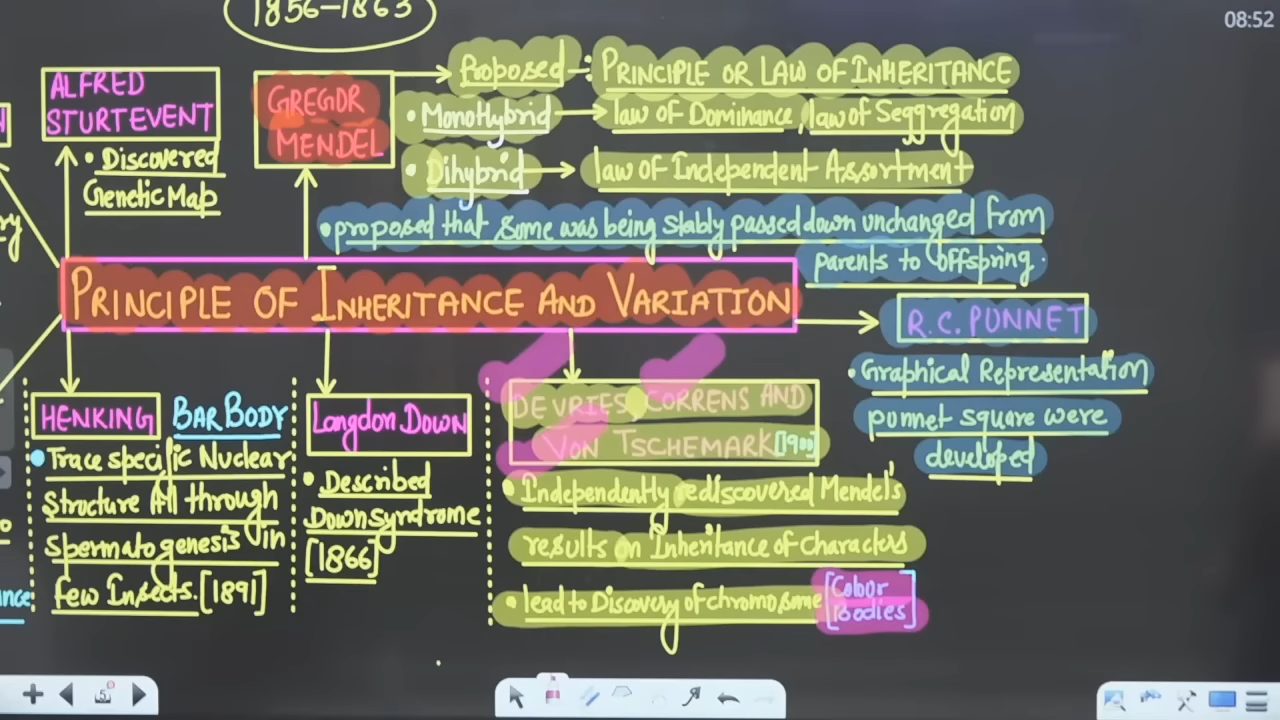 1856-1863
08:52
ALFRED
STURTEVENT
• Discovered
Genetic Map
GREGOR
MENDEL
Proposed -: PRINCIPLE OR LAW OF INHERITANCE
• MonoHybrid → law of Dominance, law of Seggregation
• Dihybrid → law of Independent Assortment
• proposed that some was being stably passed down unchanged from
parents to offspring.
PRINCIPLE OF INHERITANCE AND VARIATION
R.C. PUNNET
• Graphical Representation
punnet square were
developed
HENKING BAR BODY
• Trace specific Nuclear
Structure All through
Spermatogenesis in
few Insects. [1891]
Langdon DOWN
• Described
Down syndrome
[1866]
DEVRIES, CORRENS AND
VON TSCHEMARK [1900]
• Independently rediscovered Mendel's
results on Inheritance of Characters
• lead to Discovery of chromosome [Colour
Bodies]
5